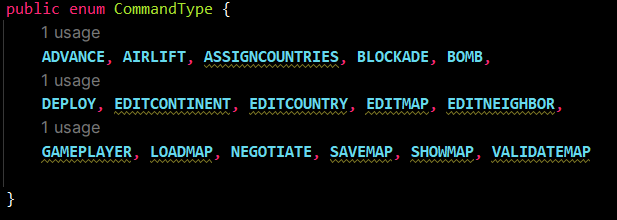 public enum CommandType {
1 usage
ADVANCE, AIRLIFT, ASSIGNCOUNTRIES, BLOCKADE, BOMB,
1 usage
DEPLOY, EDITCONTINENT, EDITCOUNTRY, EDITMAP, EDITNEIGHBOR,
1 usage
GAMEPLAYER, LOADMAP, NEGOTIATE, SAVEMAP, SHOWMAP, VALIDATEMAP
}